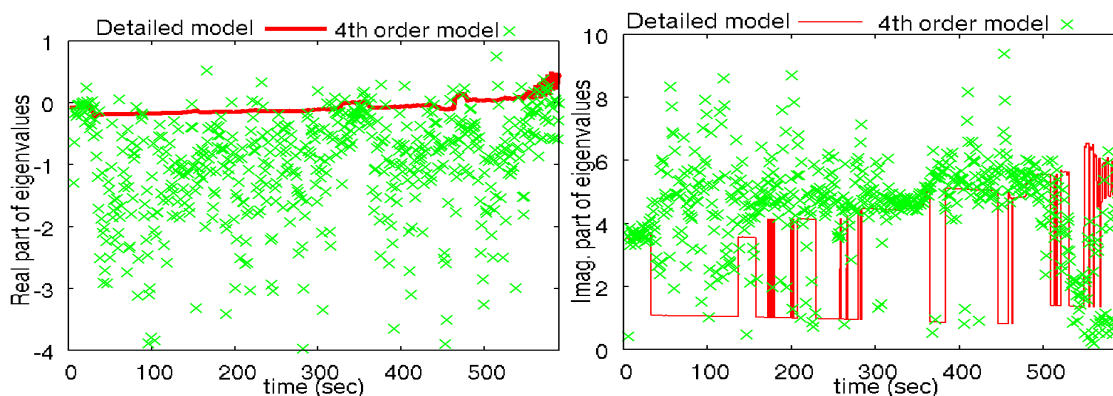 Detailed model 4th order model
1
0
-1
-2
-3
-4
Real part of eigenvalues
0 100 200 300 400 500
time (sec)
Detailed model 4th order model
10
8
6
4
2
0
Imag. part of eigenvalues
0 100 200 300 400 500
time (sec)